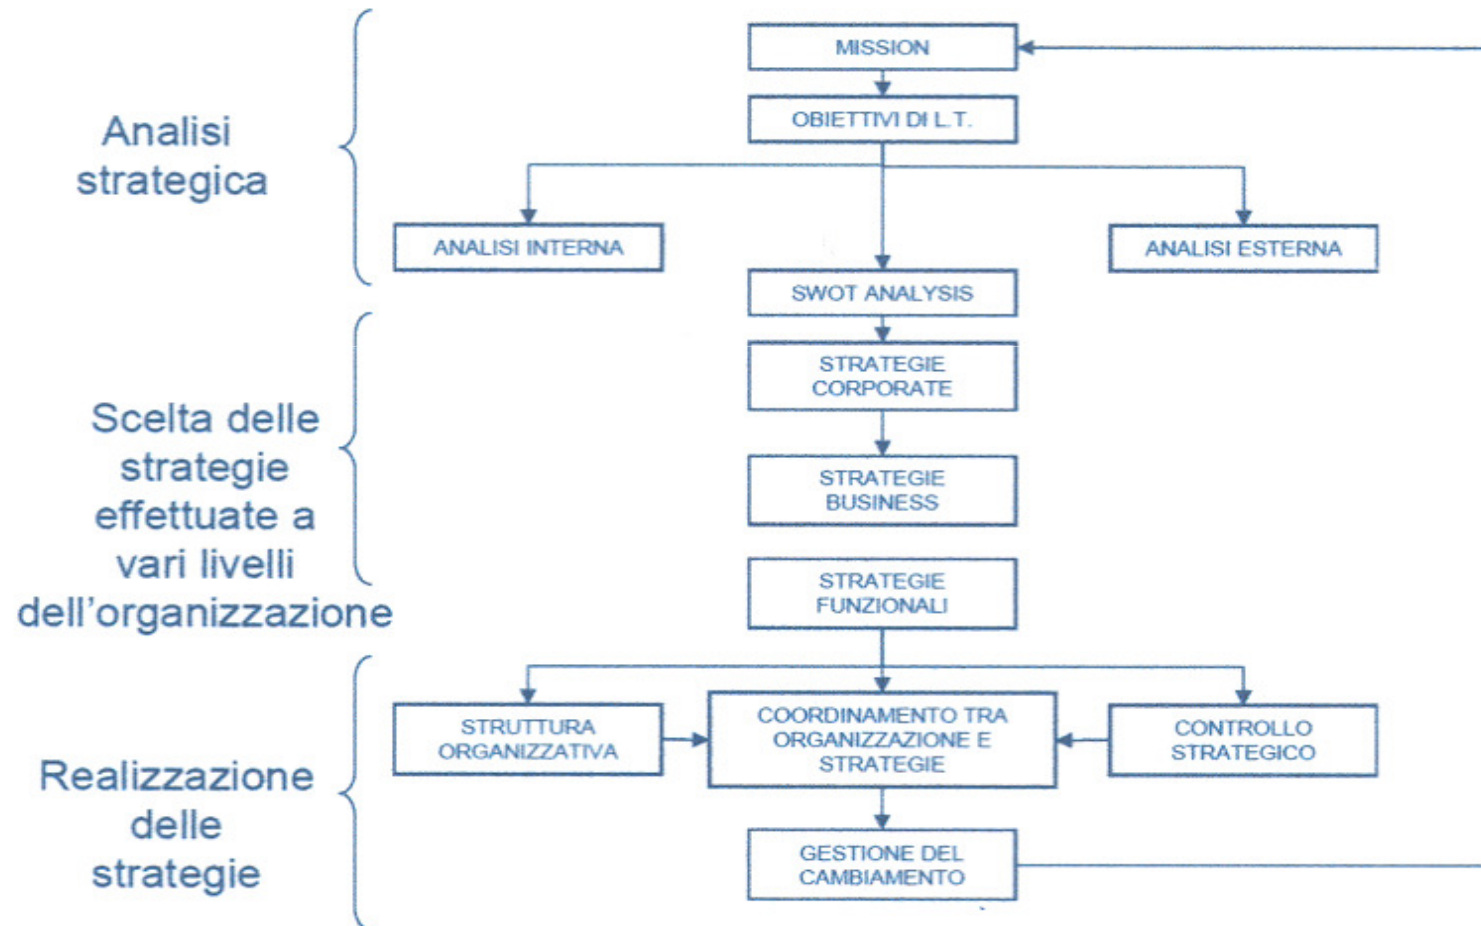 MISSION
OBIETTIVI DI L.T.
Analisi
strategica
ANALISI INTERNA
ANALISI ESTERNA
SWOT ANALYSIS
STRATEGIE
CORPORATE
Scelta delle
strategie
effettuate a
vari livelli
dell'organizzazione
STRATEGIE
BUSINESS
STRATEGIE
FUNZIONALI
STRUTTURA
ORGANIZZATIVA
COORDINAMENTO TRA
ORGANIZZAZIONE E
STRATEGIE
CONTROLLO
STRATEGICO
Realizzazione
delle
strategie
GESTIONE DEL
CAMBIAMENTO